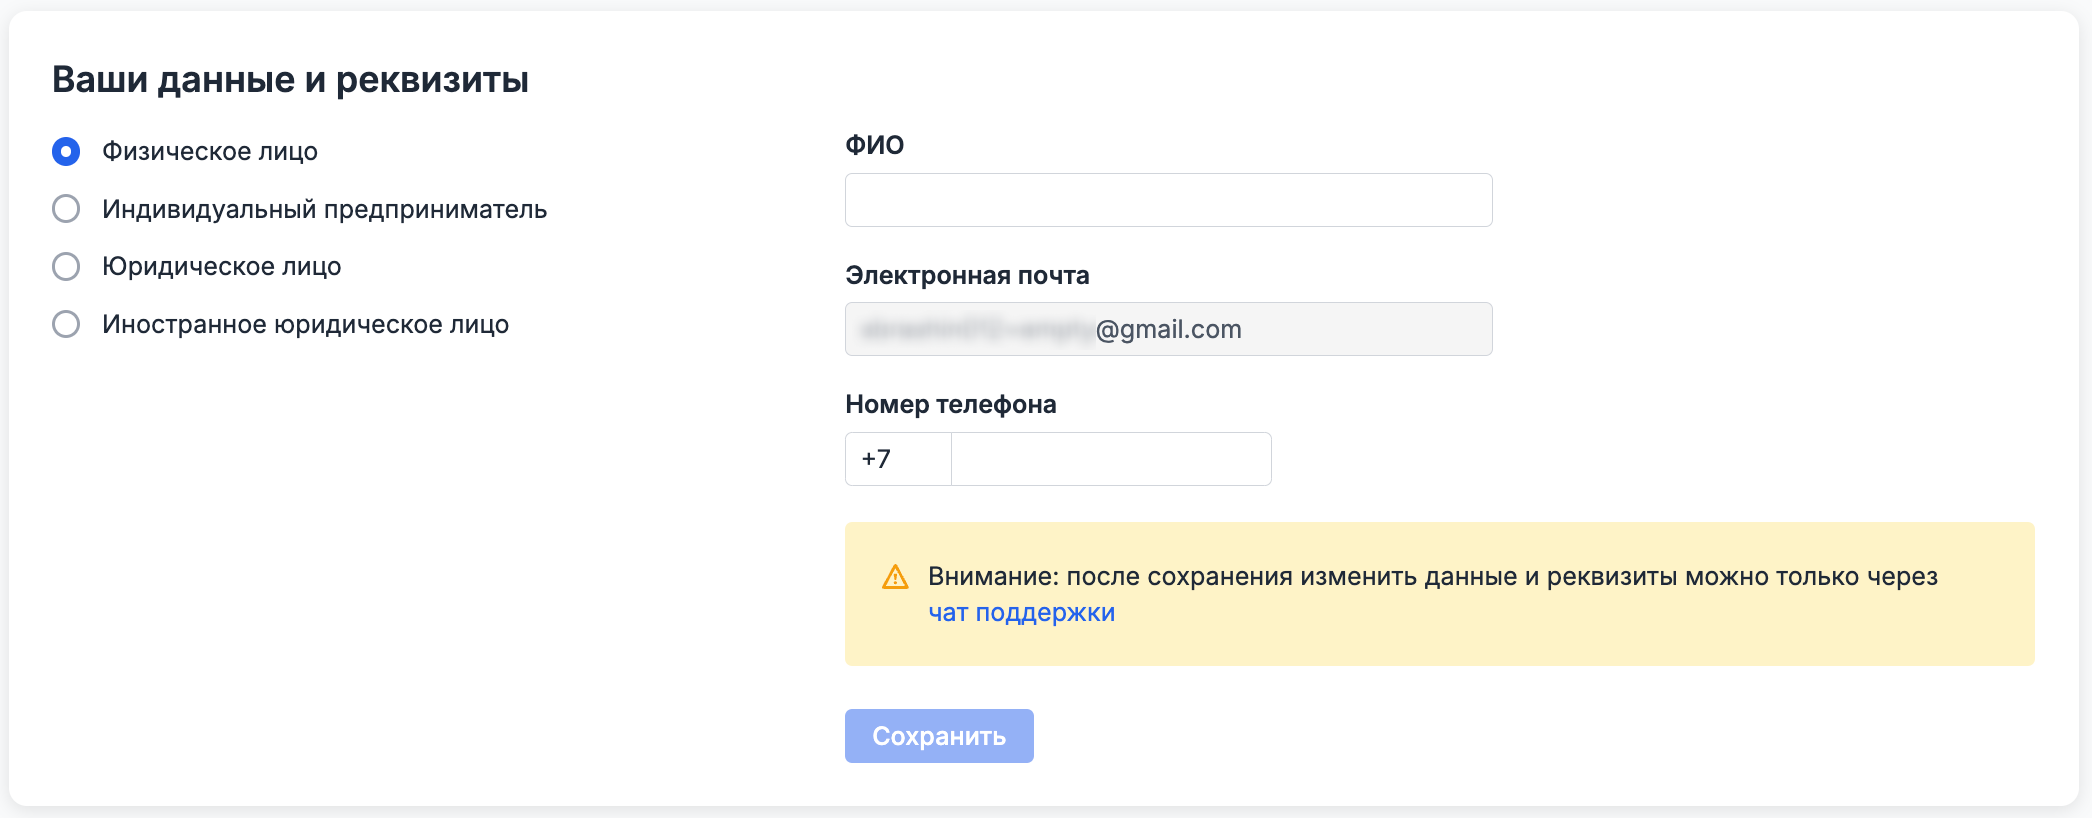 Ваши данные и реквизиты
Физическое лицо
Индивидуальный предприниматель
Юридическое лицо
Иностранное юридическое лицо
ФИО
Электронная почта
@gmail.com
Номер телефона
+7
Внимание: после сохранения изменить данные и реквизиты можно только через
чат поддержки
Сохранить